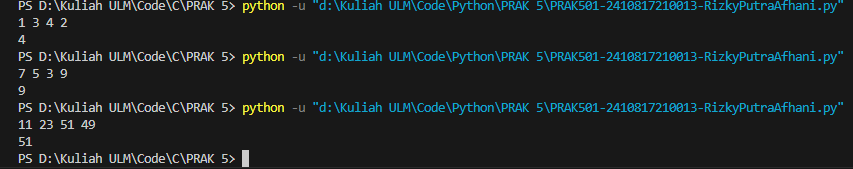 PS D:\Kuliah ULM\Code\C\PRAK 5> python -u "d:\Kuliah ULM\Code\Python\PRAK 5\PRAK501-2410817210013-RizkyPutraAfhani.py"
1 3 4 2
4
PS D:\Kuliah ULM\Code\C\PRAK 5> python -u "d:\Kuliah ULM\Code\Python\PRAK 5\PRAK501-2410817210013-RizkyPutraAfhani.py"
7 5 3 9
9
PS D:\Kuliah ULM\Code\C\PRAK 5> python -u "d:\Kuliah ULM\Code\Python\PRAK 5\PRAK501-2410817210013-RizkyPutraAfhani.py"
11 23 51 49
51
PS D:\Kuliah ULM\Code\C\PRAK 5>